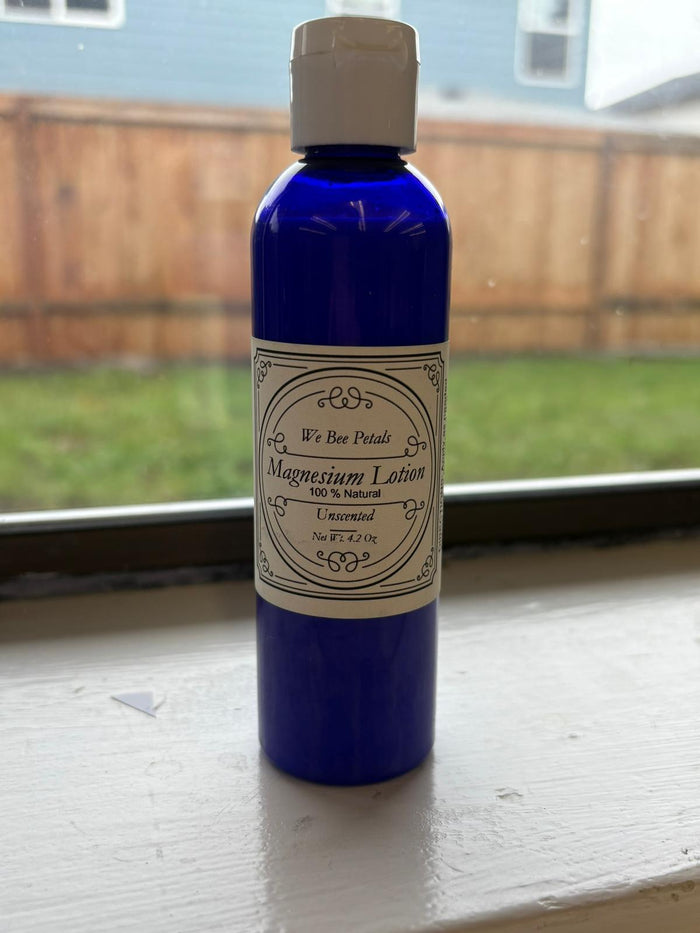 We Bee Petals
Magnesium Lotion
100 % Natural
Unscented
Net Wt. 4.2 Oz